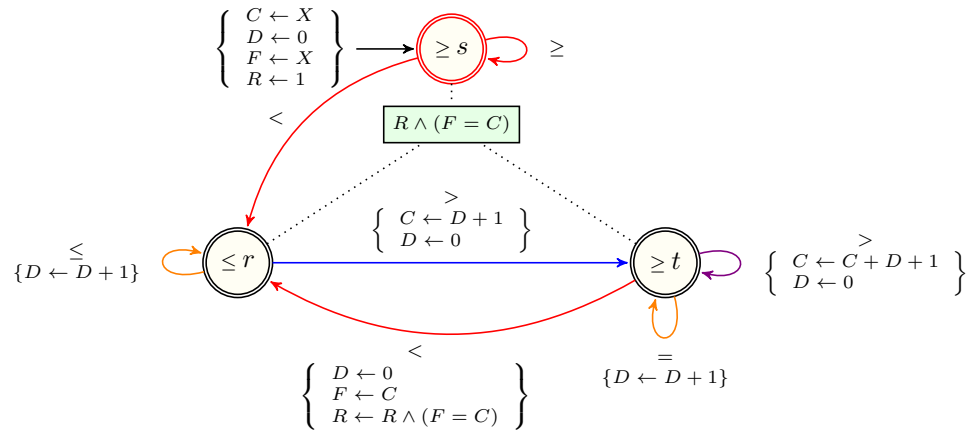 C ← X
D ← 0
F ← X
R ← 1
≥ s
≥
<
R ∧ (F = C)
>
C ← D + 1
D ← 0
≤
{D ← D + 1}
≤ r
≥ t
>
C ← C + D + 1
D ← 0
<
D ← 0
F ← C
R ← R ∧ (F = C)
=
{D ← D + 1}